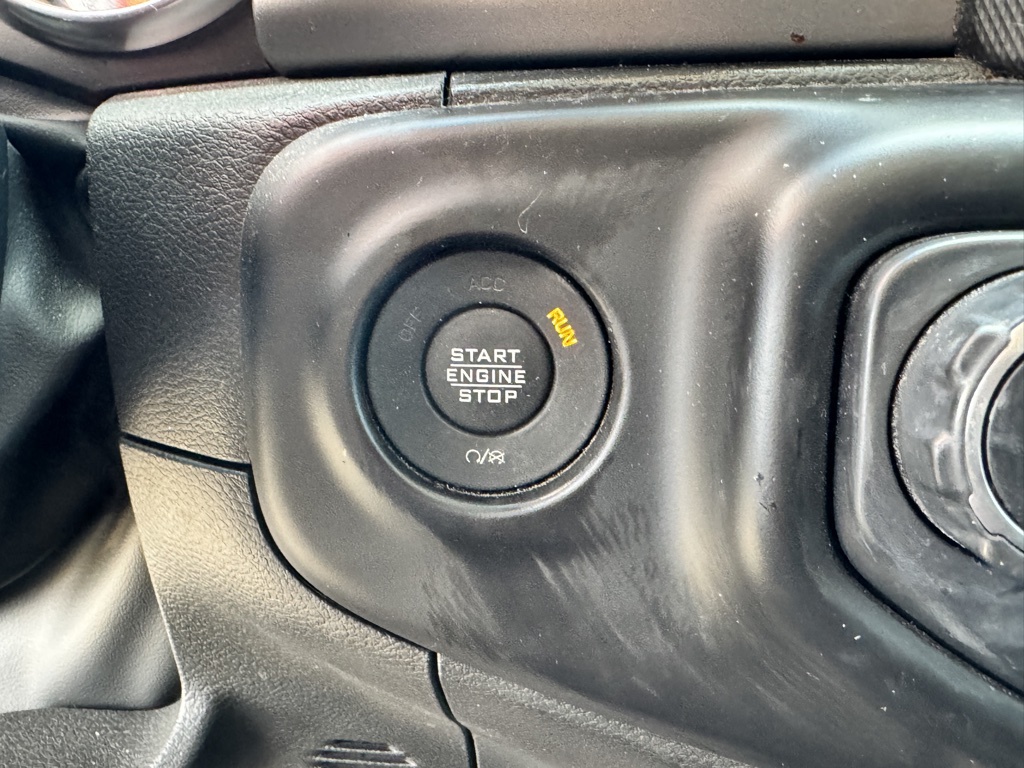 ACC
OFF
RUN
START
ENGINE
STOP